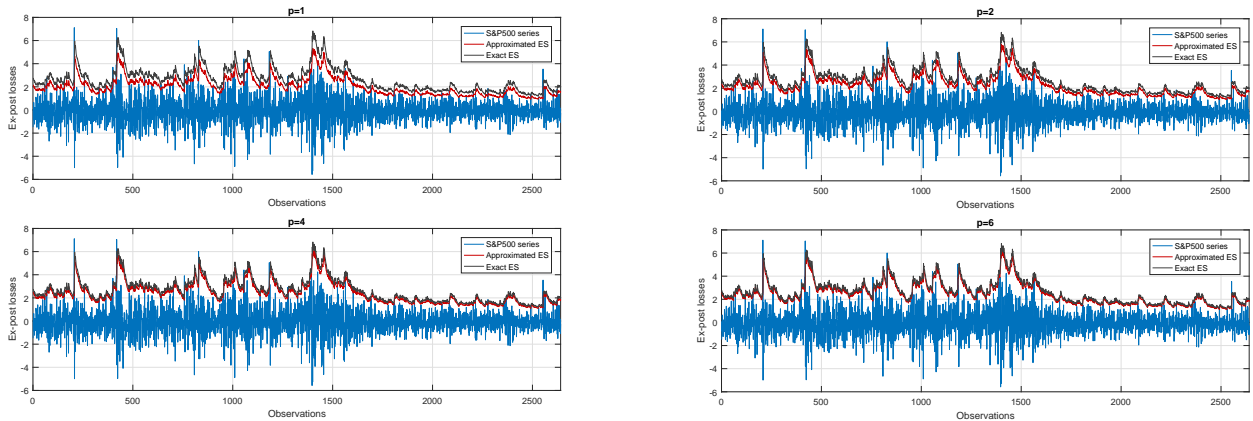 p=1
8
6
4
2
0
-2
-4
-6
Ex-post losses
S&P500 series
Approximated ES
Exact ES
0
500
1000
1500
2000
2500
Observations
p=2
8
6
4
2
0
-2
-4
-6
Ex-post losses
S&P500 series
Approximated ES
Exact ES
0
500
1000
1500
2000
2500
Observations
p=4
8
6
4
2
0
-2
-4
-6
Ex-post losses
S&P500 series
Approximated ES
Exact ES
0
500
1000
1500
2000
2500
Observations
p=6
8
6
4
2
0
-2
-4
-6
Ex-post losses
S&P500 series
Approximated ES
Exact ES
0
500
1000
1500
2000
2500
Observations